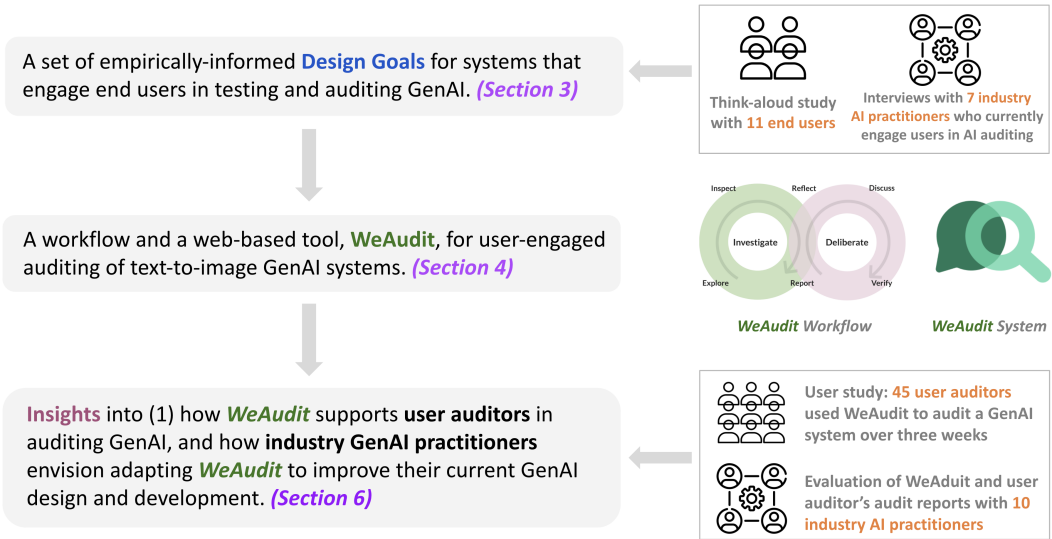 A set of empirically-informed Design Goals for systems that
engage end users in testing and auditing GenAI. (Section 3)
Think-aloud study
with 11 end users
Interviews with 7 industry
AI practitioners who currently
engage users in AI auditing
A workflow and a web-based tool, WeAudit, for user-engaged
auditing of text-to-image GenAI systems. (Section 4)
Inspect
Reflect
Discuss
Investigate
Deliberate
Explore
Report
Verify
WeAudit Workflow
WeAudit System
Insights into (1) how WeAudit supports user auditors in
auditing GenAI, and how industry GenAI practitioners
envision adapting WeAudit to improve their current GenAI
design and development. (Section 6)
User study: 45 user auditors
used WeAudit to audit a GenAI
system over three weeks
Evaluation of WeAduit and user
auditor's audit reports with 10
industry AI practitioners